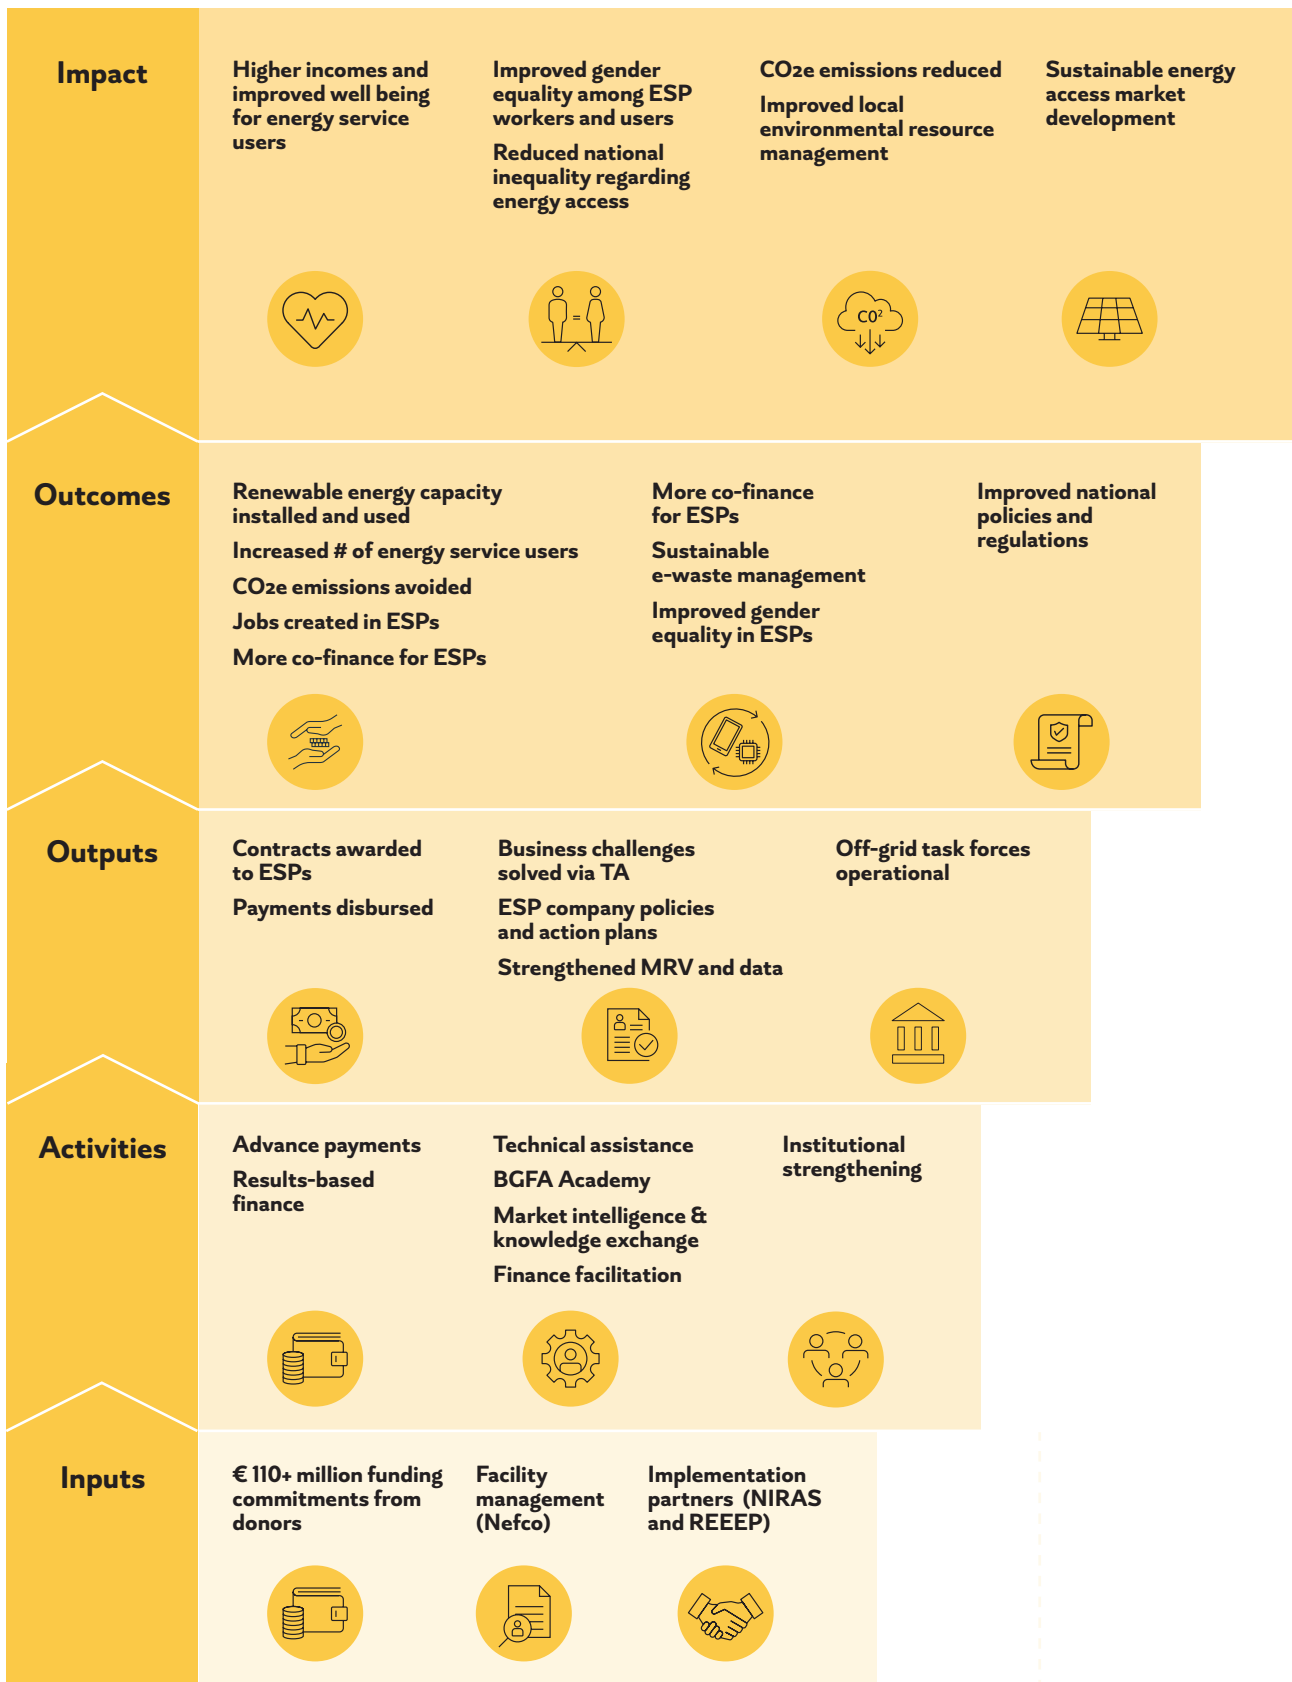 Impact
Higher incomes and
improved well being
for energy service
users
Improved gender
equality among ESP
workers and users
Reduced national
inequality regarding
energy access
CO2e emissions reduced
Improved local
environmental resource
management
Sustainable energy
access market
development
CO²
Outcomes
Renewable energy capacity
installed and used
Increased # of energy service users
CO2e emissions avoided
Jobs created in ESPs
More co-finance for ESPs
More co-finance
for ESPs
Sustainable
e-waste management
Improved gender
equality in ESPs
Improved national
policies and
regulations
Outputs
Contracts awarded
to ESPs
Payments disbursed
Business challenges
solved via TA
ESP company policies
and action plans
Strengthened MRV and data
Off-grid task forces
operational
Activities
Advance payments
Results-based
finance
Technical assistance
BGFA Academy
Market intelligence &
knowledge exchange
Finance facilitation
Institutional
strengthening
Inputs
€ 110+ million funding
commitments from
donors
Facility
management
(Nefco)
Implementation
partners (NIRAS
and REEEP)